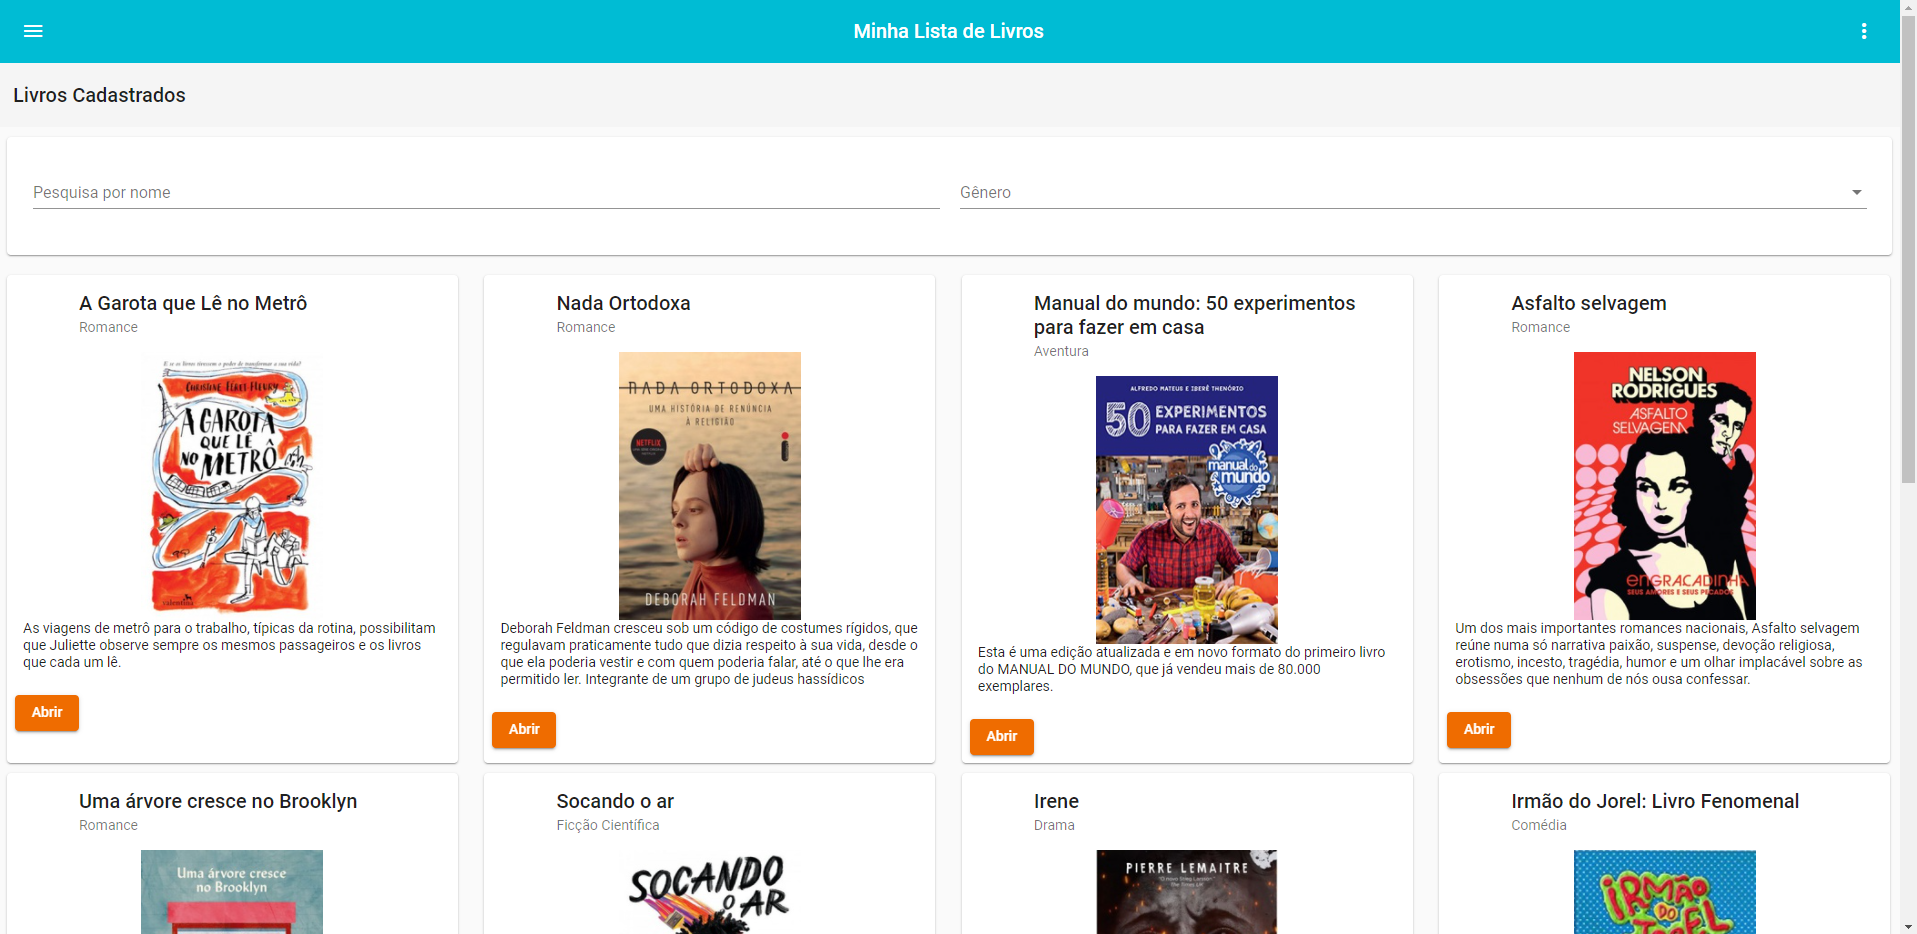 Minha Lista de Livros
Livros Cadastrados
Pesquisa por nome
Gênero
A Garota que Lê no Metrô
Romance
E se os livros tivessem o poder de transformar a sua vida?
CHRISTINE FÉRET-FLEURY
A GAROTA
QUE LÊ
NO METRÔ
valentina
As viagens de metrô para o trabalho, típicas da rotina, possibilitam
que Juliette observe sempre os mesmos passageiros e os livros
que cada um lê.
Abrir
Nada Ortodoxa
Romance
NADA ORTODOXA
UMA HISTÓRIA DE RENÚNCIA
À RELIGIÃO
NETFLIX
DEBORAH FELDMAN
Deborah Feldman cresceu sob um código de costumes rígidos, que
regulavam praticamente tudo que dizia respeito à sua vida, desde o
que ela poderia vestir e com quem poderia falar, até o que lhe era
permitido ler. Integrante de um grupo de judeus hassídicos
Abrir
Manual do mundo: 50 experimentos
para fazer em casa
Aventura
ALFREDO MATEUS E IBERÊ THENÓRIO
50 EXPERIMENTOS
PARA FAZER EM CASA
manual do
mundo
Esta é uma edição atualizada e em novo formato do primeiro livro
do MANUAL DO MUNDO, que já vendeu mais de 80.000
exemplares.
Abrir
Asfalto selvagem
Romance
NELSON
RODRIGUES
ASFALTO
SELVAGEM
ENGRAÇADINHA
SEUS AMORES E SEUS PECADOS
Um dos mais importantes romances nacionais, Asfalto selvagem
reúne numa só narrativa paixão, suspense, devoção religiosa,
erotismo, incesto, tragédia, humor e um olhar implacável sobre as
obsessões que nenhum de nós ousa confessar.
Abrir
Uma árvore cresce no Brooklyn
Romance
Uma árvore cresce
no Brooklyn
Socando o ar
Ficção Científica
SOCANDO
O AR
Irene
Drama
PIERRE LEMAITRE
Irmão do Jorel: Livro Fenomenal
Comédia
IRMÃO
DO
JOREL